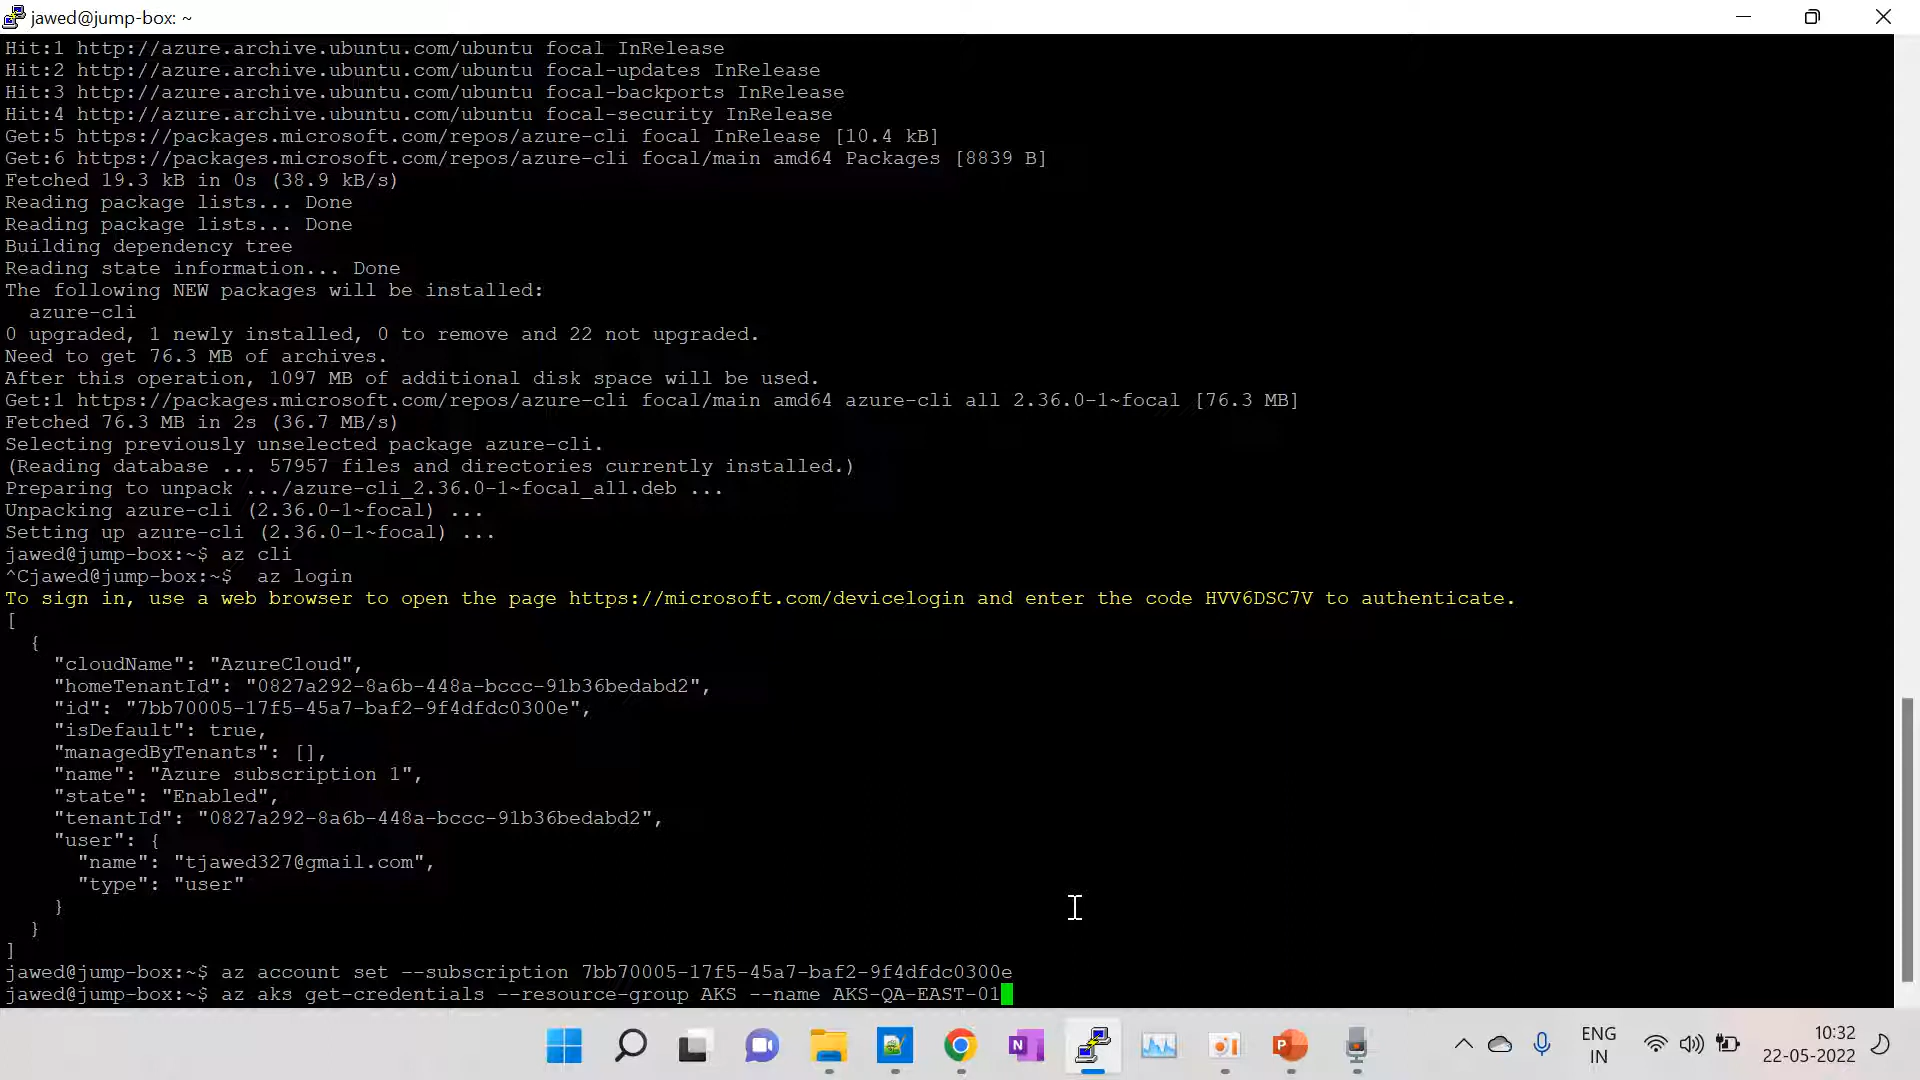 jawed@jump-box: ~
Hit:1 http://azure.archive.ubuntu.com/ubuntu focal InRelease
Hit:2 http://azure.archive.ubuntu.com/ubuntu focal-updates InRelease
Hit:3 http://azure.archive.ubuntu.com/ubuntu focal-backports InRelease
Hit:4 http://azure.archive.ubuntu.com/ubuntu focal-security InRelease
Get:5 https://packages.microsoft.com/repos/azure-cli focal InRelease [10.4 kB]
Get:6 https://packages.microsoft.com/repos/azure-cli focal/main amd64 Packages [8839 B]
Fetched 19.3 kB in 0s (38.9 kB/s)
Reading package lists... Done
Reading package lists... Done
Building dependency tree
Reading state information... Done
The following NEW packages will be installed:
  azure-cli
0 upgraded, 1 newly installed, 0 to remove and 22 not upgraded.
Need to get 76.3 MB of archives.
After this operation, 1097 MB of additional disk space will be used.
Get:1 https://packages.microsoft.com/repos/azure-cli focal/main amd64 azure-cli all 2.36.0-1~focal [76.3 MB]
Fetched 76.3 MB in 2s (36.7 MB/s)
Selecting previously unselected package azure-cli.
(Reading database ... 57957 files and directories currently installed.)
Preparing to unpack .../azure-cli_2.36.0-1~focal_all.deb ...
Unpacking azure-cli (2.36.0-1~focal) ...
Setting up azure-cli (2.36.0-1~focal) ...
jawed@jump-box:~$ az cli
^Cjawed@jump-box:~$  az login
To sign in, use a web browser to open the page https://microsoft.com/devicelogin and enter the code HVV6DSC7V to authenticate.
[
  {
    "cloudName": "AzureCloud",
    "homeTenantId": "0827a292-8a6b-448a-bccc-91b36bedabd2",
    "id": "7bb70005-17f5-45a7-baf2-9f4dfdc0300e",
    "isDefault": true,
    "managedByTenants": [],
    "name": "Azure subscription 1",
    "state": "Enabled",
    "tenantId": "0827a292-8a6b-448a-bccc-91b36bedabd2",
    "user": {
      "name": "tjawed327@gmail.com",
      "type": "user"
    }
  }
]
jawed@jump-box:~$ az account set --subscription 7bb70005-17f5-45a7-baf2-9f4dfdc0300e
jawed@jump-box:~$ az aks get-credentials --resource-group AKS --name AKS-QA-EAST-01
ENG
IN
10:32
22-05-2022